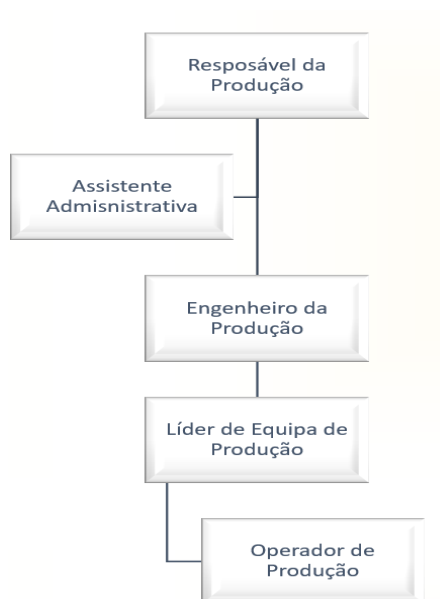 Resposável da
Produção
Assistente
Admisnistrativa
Engenheiro da
Produção
Líder de Equipa de
Produção
Operador de
Produção